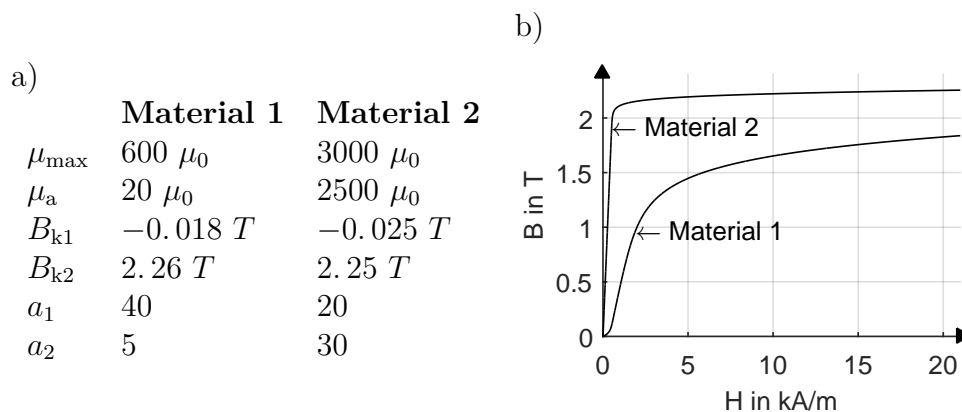 a)
Material 1 Material 2
μmax 600 μ0 3000 μ0
μa 20 μ0 2500 μ0
Bk1 −0.018 T −0.025 T
Bk2 2.26 T 2.25 T
a1 40 20
a2 5 30
b)
B in T
2
1.5
1
0.5
0
← Material 2
← Material 1
0 5 10 15 20
H in kA/m